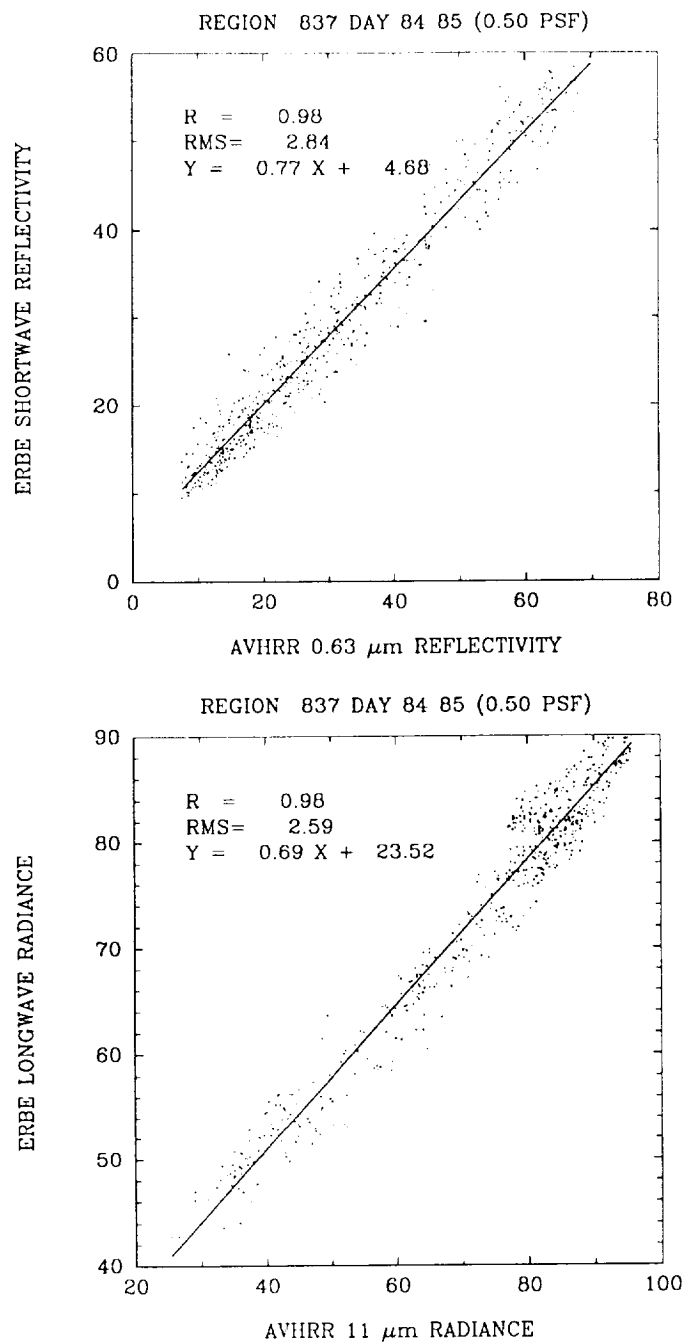 REGION 837 DAY 84 85 (0.50 PSF)
60
R = 0.98
RMS= 2.84
Y = 0.77 X + 4.68
40
20
0
0 20 40 60 80
ERBE SHORTWAVE REFLECTIVITY
AVHRR 0.63 μm REFLECTIVITY
REGION 837 DAY 84 85 (0.50 PSF)
90
R = 0.98
RMS= 2.59
Y = 0.69 X + 23.52
80
70
60
50
40
20 40 60 80 100
ERBE LONGWAVE RADIANCE
AVHRR 11 μm RADIANCE